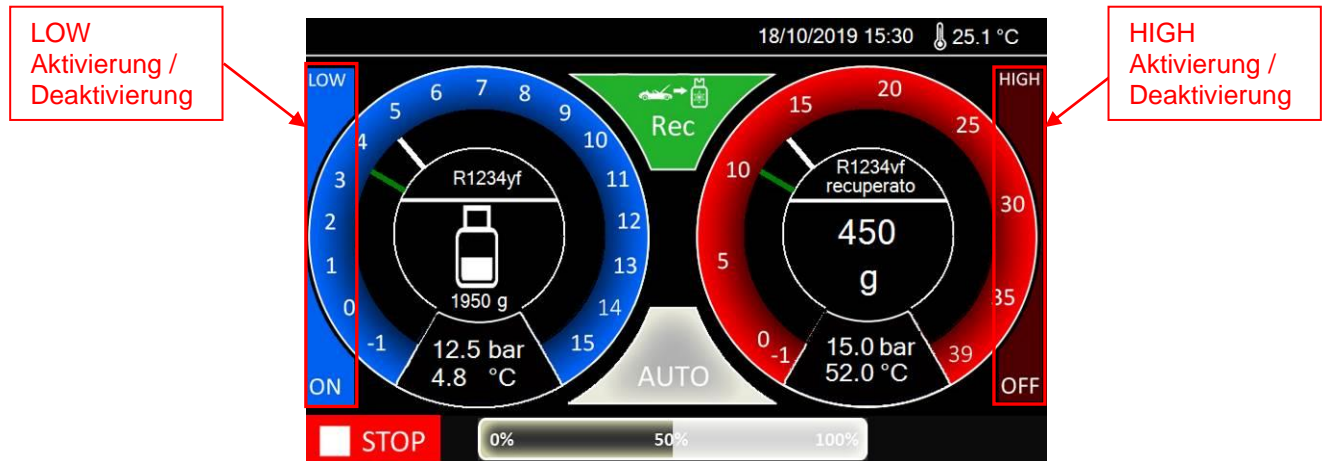 LOW
Aktivierung /
Deaktivierung
HIGH
Aktivierung /
Deaktivierung
18/10/2019 15:30 25.1 °C
LOW
ON
-1
0
1
2
3
4
5
6
7
8
9
10
11
12
13
14
15
R1234yf
1950 g
12.5 bar
4.8 °C
Rec
AUTO
-1
0
5
10
15
20
25
30
35
39
R1234vf
recuperato
450
g
15.0 bar
52.0 °C
HIGH
OFF
STOP
0% 50% 100%